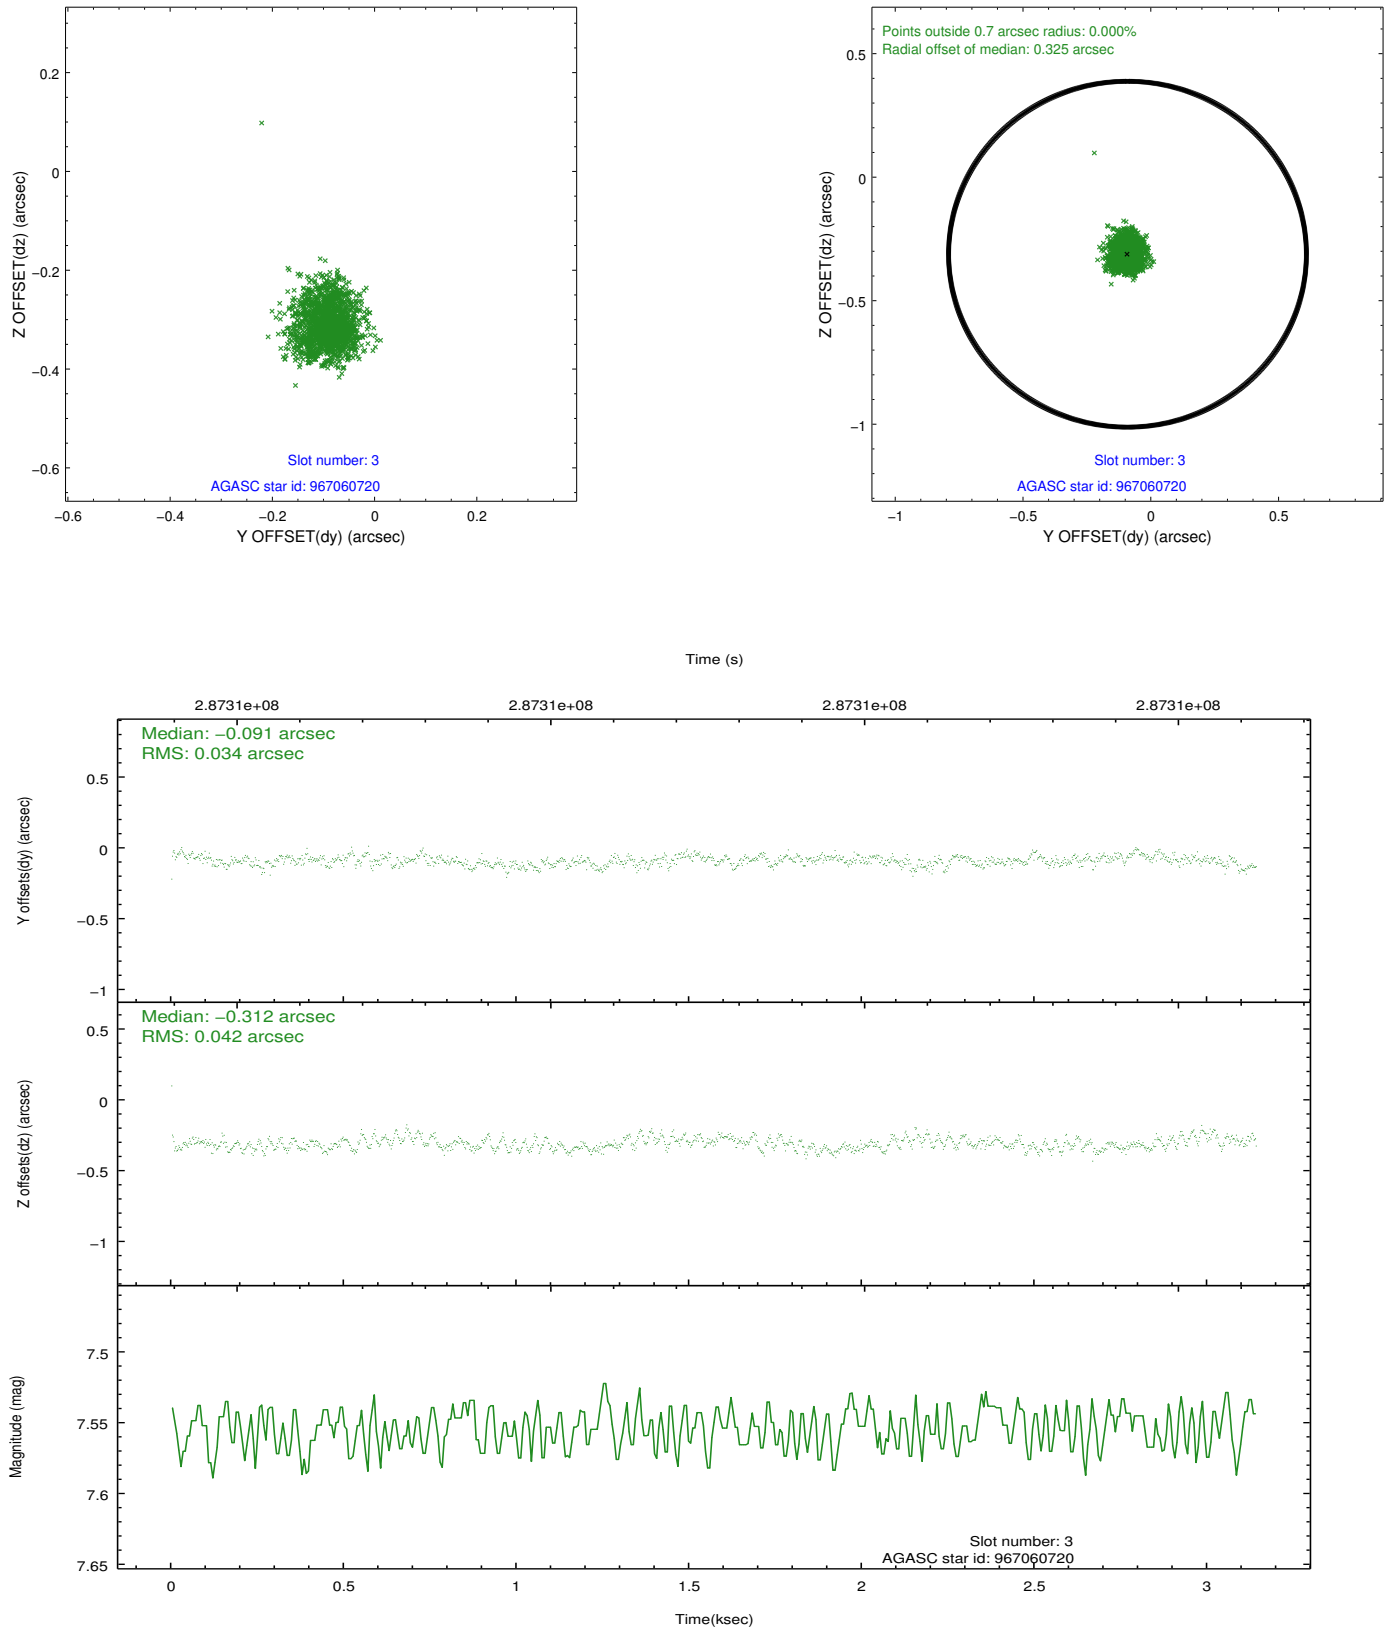 0.2
0
−0.2
−0.4
−0.6
Z OFFSET(dz) (arcsec)
Slot number: 3
AGASC star id: 967060720
−0.6
−0.4
−0.2
0
0.2
Y OFFSET(dy) (arcsec)
Points outside 0.7 arcsec radius: 0.000%
Radial offset of median: 0.325 arcsec
0.5
0
−0.5
−1
Z OFFSET(dz) (arcsec)
Slot number: 3
AGASC star id: 967060720
−1
−0.5
0
0.5
Y OFFSET(dy) (arcsec)
Time (s)
2.8731e+08
2.8731e+08
2.8731e+08
2.8731e+08
Median: −0.091 arcsec
RMS: 0.034 arcsec
0.5
0
−0.5
−1
Y offsets(dy) (arcsec)
Median: −0.312 arcsec
RMS: 0.042 arcsec
0.5
0
−0.5
−1
Z offsets(dz) (arcsec)
7.5
7.55
7.6
7.65
Magnitude (mag)
Slot number: 3
AGASC star id: 967060720
0
0.5
1
1.5
2
2.5
3
Time(ksec)